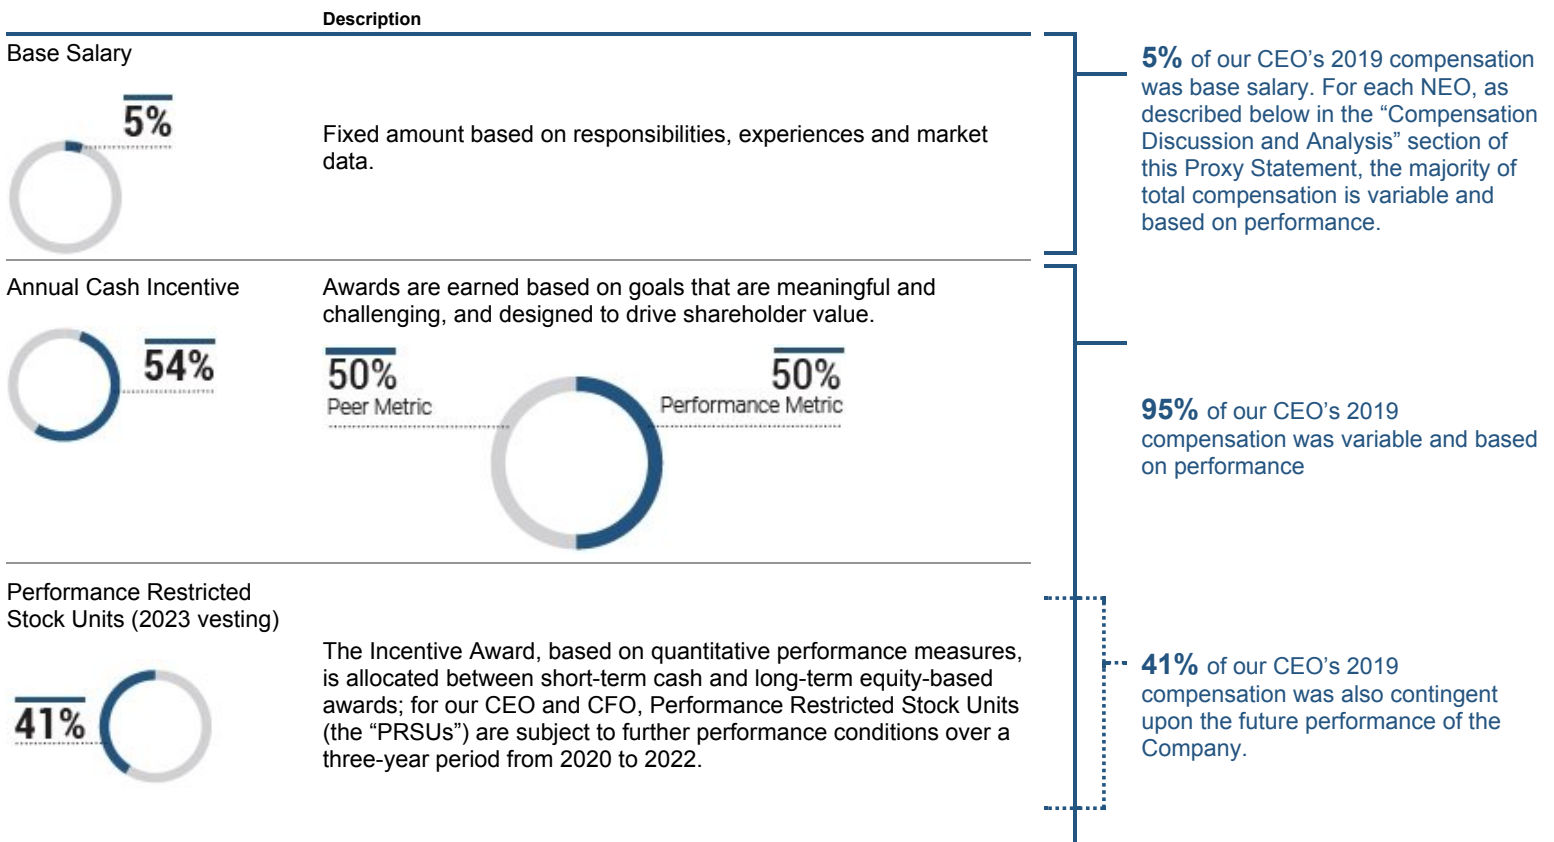 Description
Base Salary
5%
Fixed amount based on responsibilities, experiences and market
data.
5% of our CEO’s 2019 compensation
was base salary. For each NEO, as
described below in the “Compensation
Discussion and Analysis” section of
this Proxy Statement, the majority of
total compensation is variable and
based on performance.
Annual Cash Incentive
54%
Awards are earned based on goals that are meaningful and
challenging, and designed to drive shareholder value.
50%
Peer Metric
50%
Performance Metric
95% of our CEO’s 2019
compensation was variable and based
on performance
Performance Restricted
Stock Units (2023 vesting)
41%
The Incentive Award, based on quantitative performance measures,
is allocated between short-term cash and long-term equity-based
awards; for our CEO and CFO, Performance Restricted Stock Units
(the “PRSUs”) are subject to further performance conditions over a
three-year period from 2020 to 2022.
41% of our CEO’s 2019
compensation was also contingent
upon the future performance of the
Company.